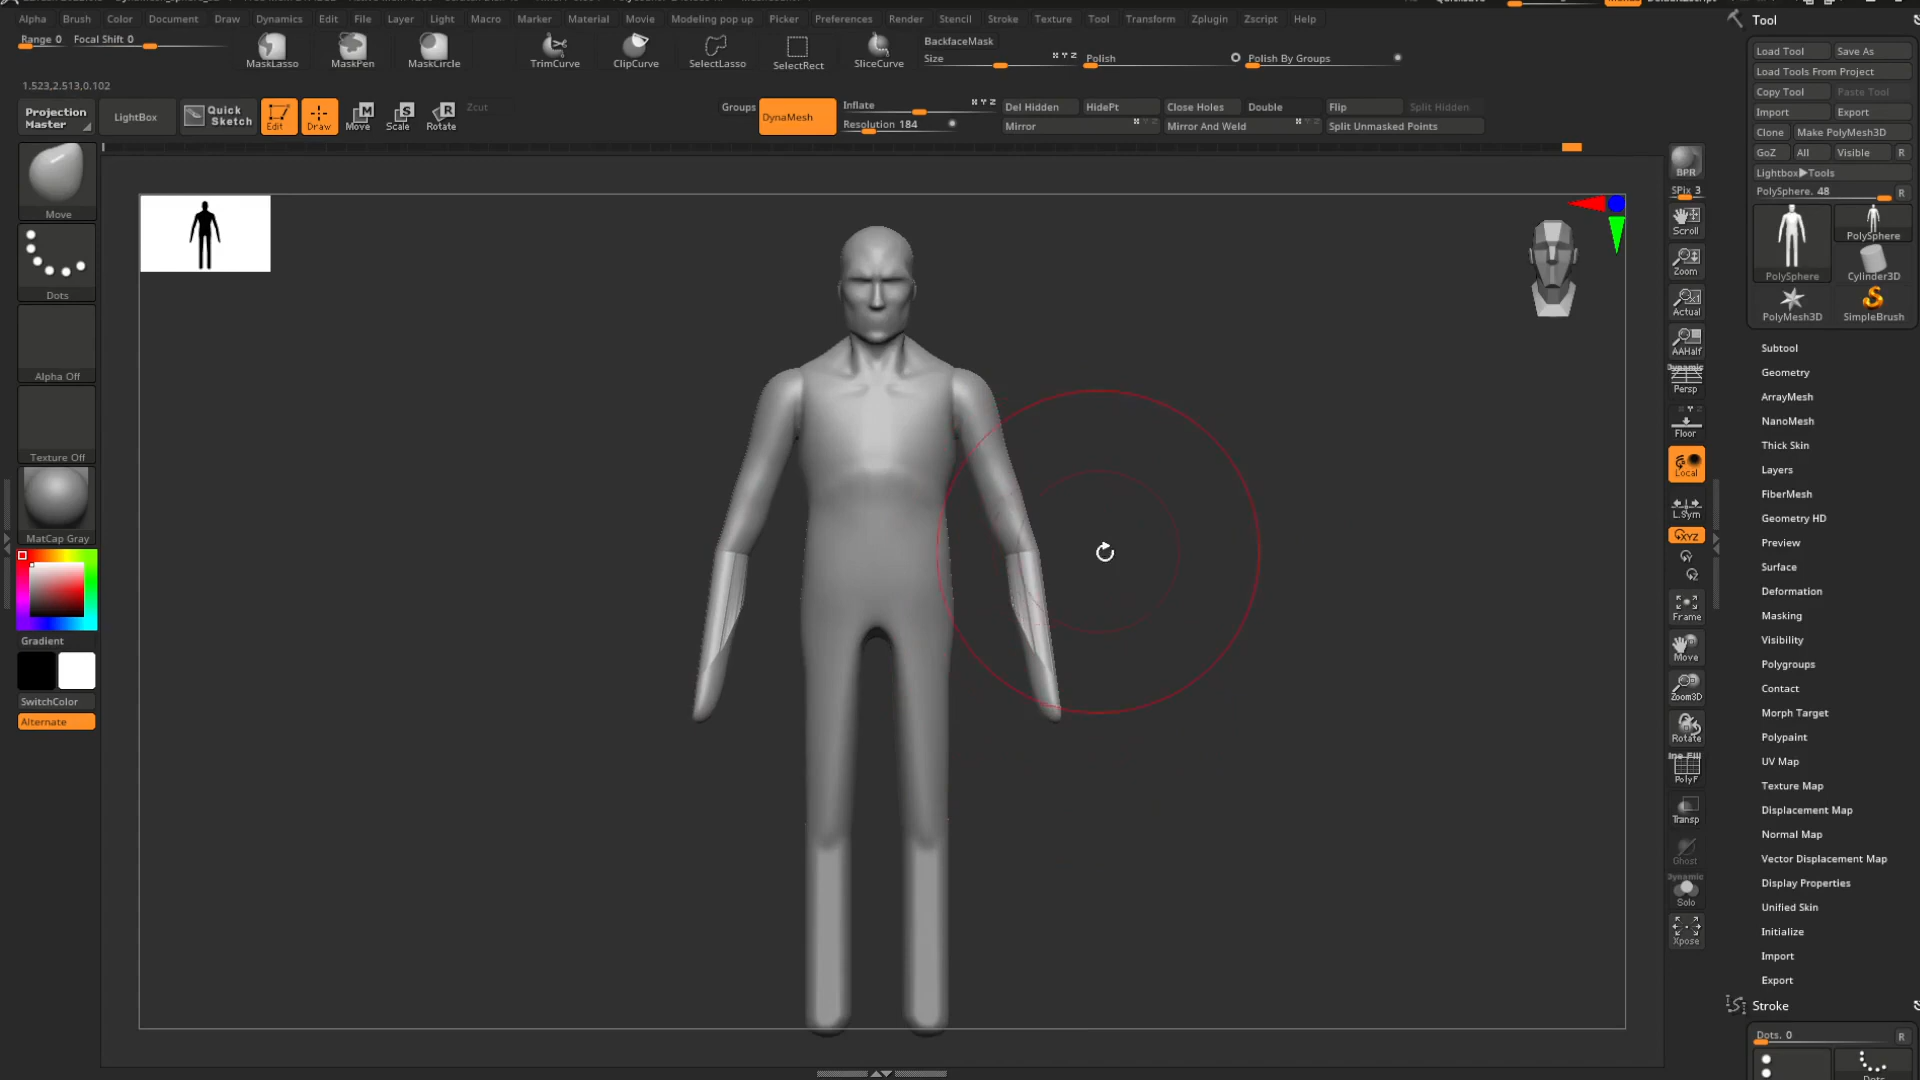 Alpha Brush Color Document Draw Dynamics Edit File Layer Light Macro Marker Material Movie Modeling pop up Picker Preferences Render Stencil Stroke Texture Tool Transform Zplugin Zscript Help
Range 0 Focal Shift 0
MaskLasso MaskPen MaskCircle TrimCurve ClipCurve SelectLasso SelectRect SliceCurve
BackfaceMask
Size X Y Z Polish Polish By Groups
1.523,2.513,0.102
Projection Master
LightBox
Quick Sketch
Edit Draw Move Scale Rotate
Zcut
Groups DynaMesh
Inflate X Y Z
Resolution 184
Del Hidden HidePt Close Holes Double Flip Split Hidden
Mirror Mirror And Weld Split Unmasked Points
Move
Dots
Alpha Off
Texture Off
MatCap Gray
Gradient
SwitchColor
Alternate
BPR
SPix 3
Scroll
Zoom
Actual
AAHalf
Dynamic
Persp
Floor
Local
L.Sym
XYZ
Y
Z
Frame
Move
Zoom3D
Rotate
PolyF
Transp
Ghost
Dynamic
Solo
Xpose
Tool
Load Tool Save As
Load Tools From Project
Copy Tool Paste Tool
Import Export
Clone Make PolyMesh3D
GoZ All Visible R
Lightbox▶Tools
PolySphere. 48 R
PolySphere
PolySphere
Cylinder3D
PolyMesh3D
SimpleBrush
Subtool
Geometry
ArrayMesh
NanoMesh
Thick Skin
Layers
FiberMesh
Geometry HD
Preview
Surface
Deformation
Masking
Visibility
Polygroups
Contact
Morph Target
Polypaint
UV Map
Texture Map
Displacement Map
Normal Map
Vector Displacement Map
Display Properties
Unified Skin
Initialize
Import
Export
Stroke
Dots. 0 R